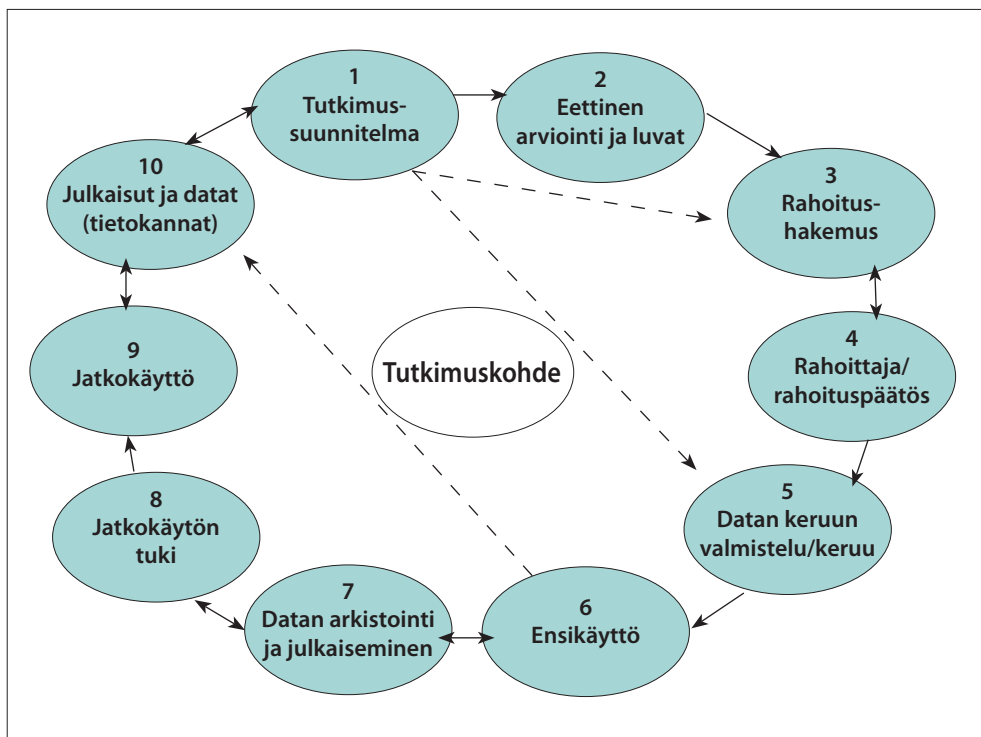 1
Tutkimus-
suunnitelma
2
Eettinen
arviointi ja luvat
3
Rahoitus-
hakemus
4
Rahoittaja/
rahoituspäätös
5
Datan keruun
valmistelu/keruu
6
Ensikäyttö
7
Datan arkistointi
ja julkaiseminen
8
Jatkokäytön
tuki
9
Jatkokäyttö
10
Julkaisut ja datat
(tietokannat)
Tutkimuskohde